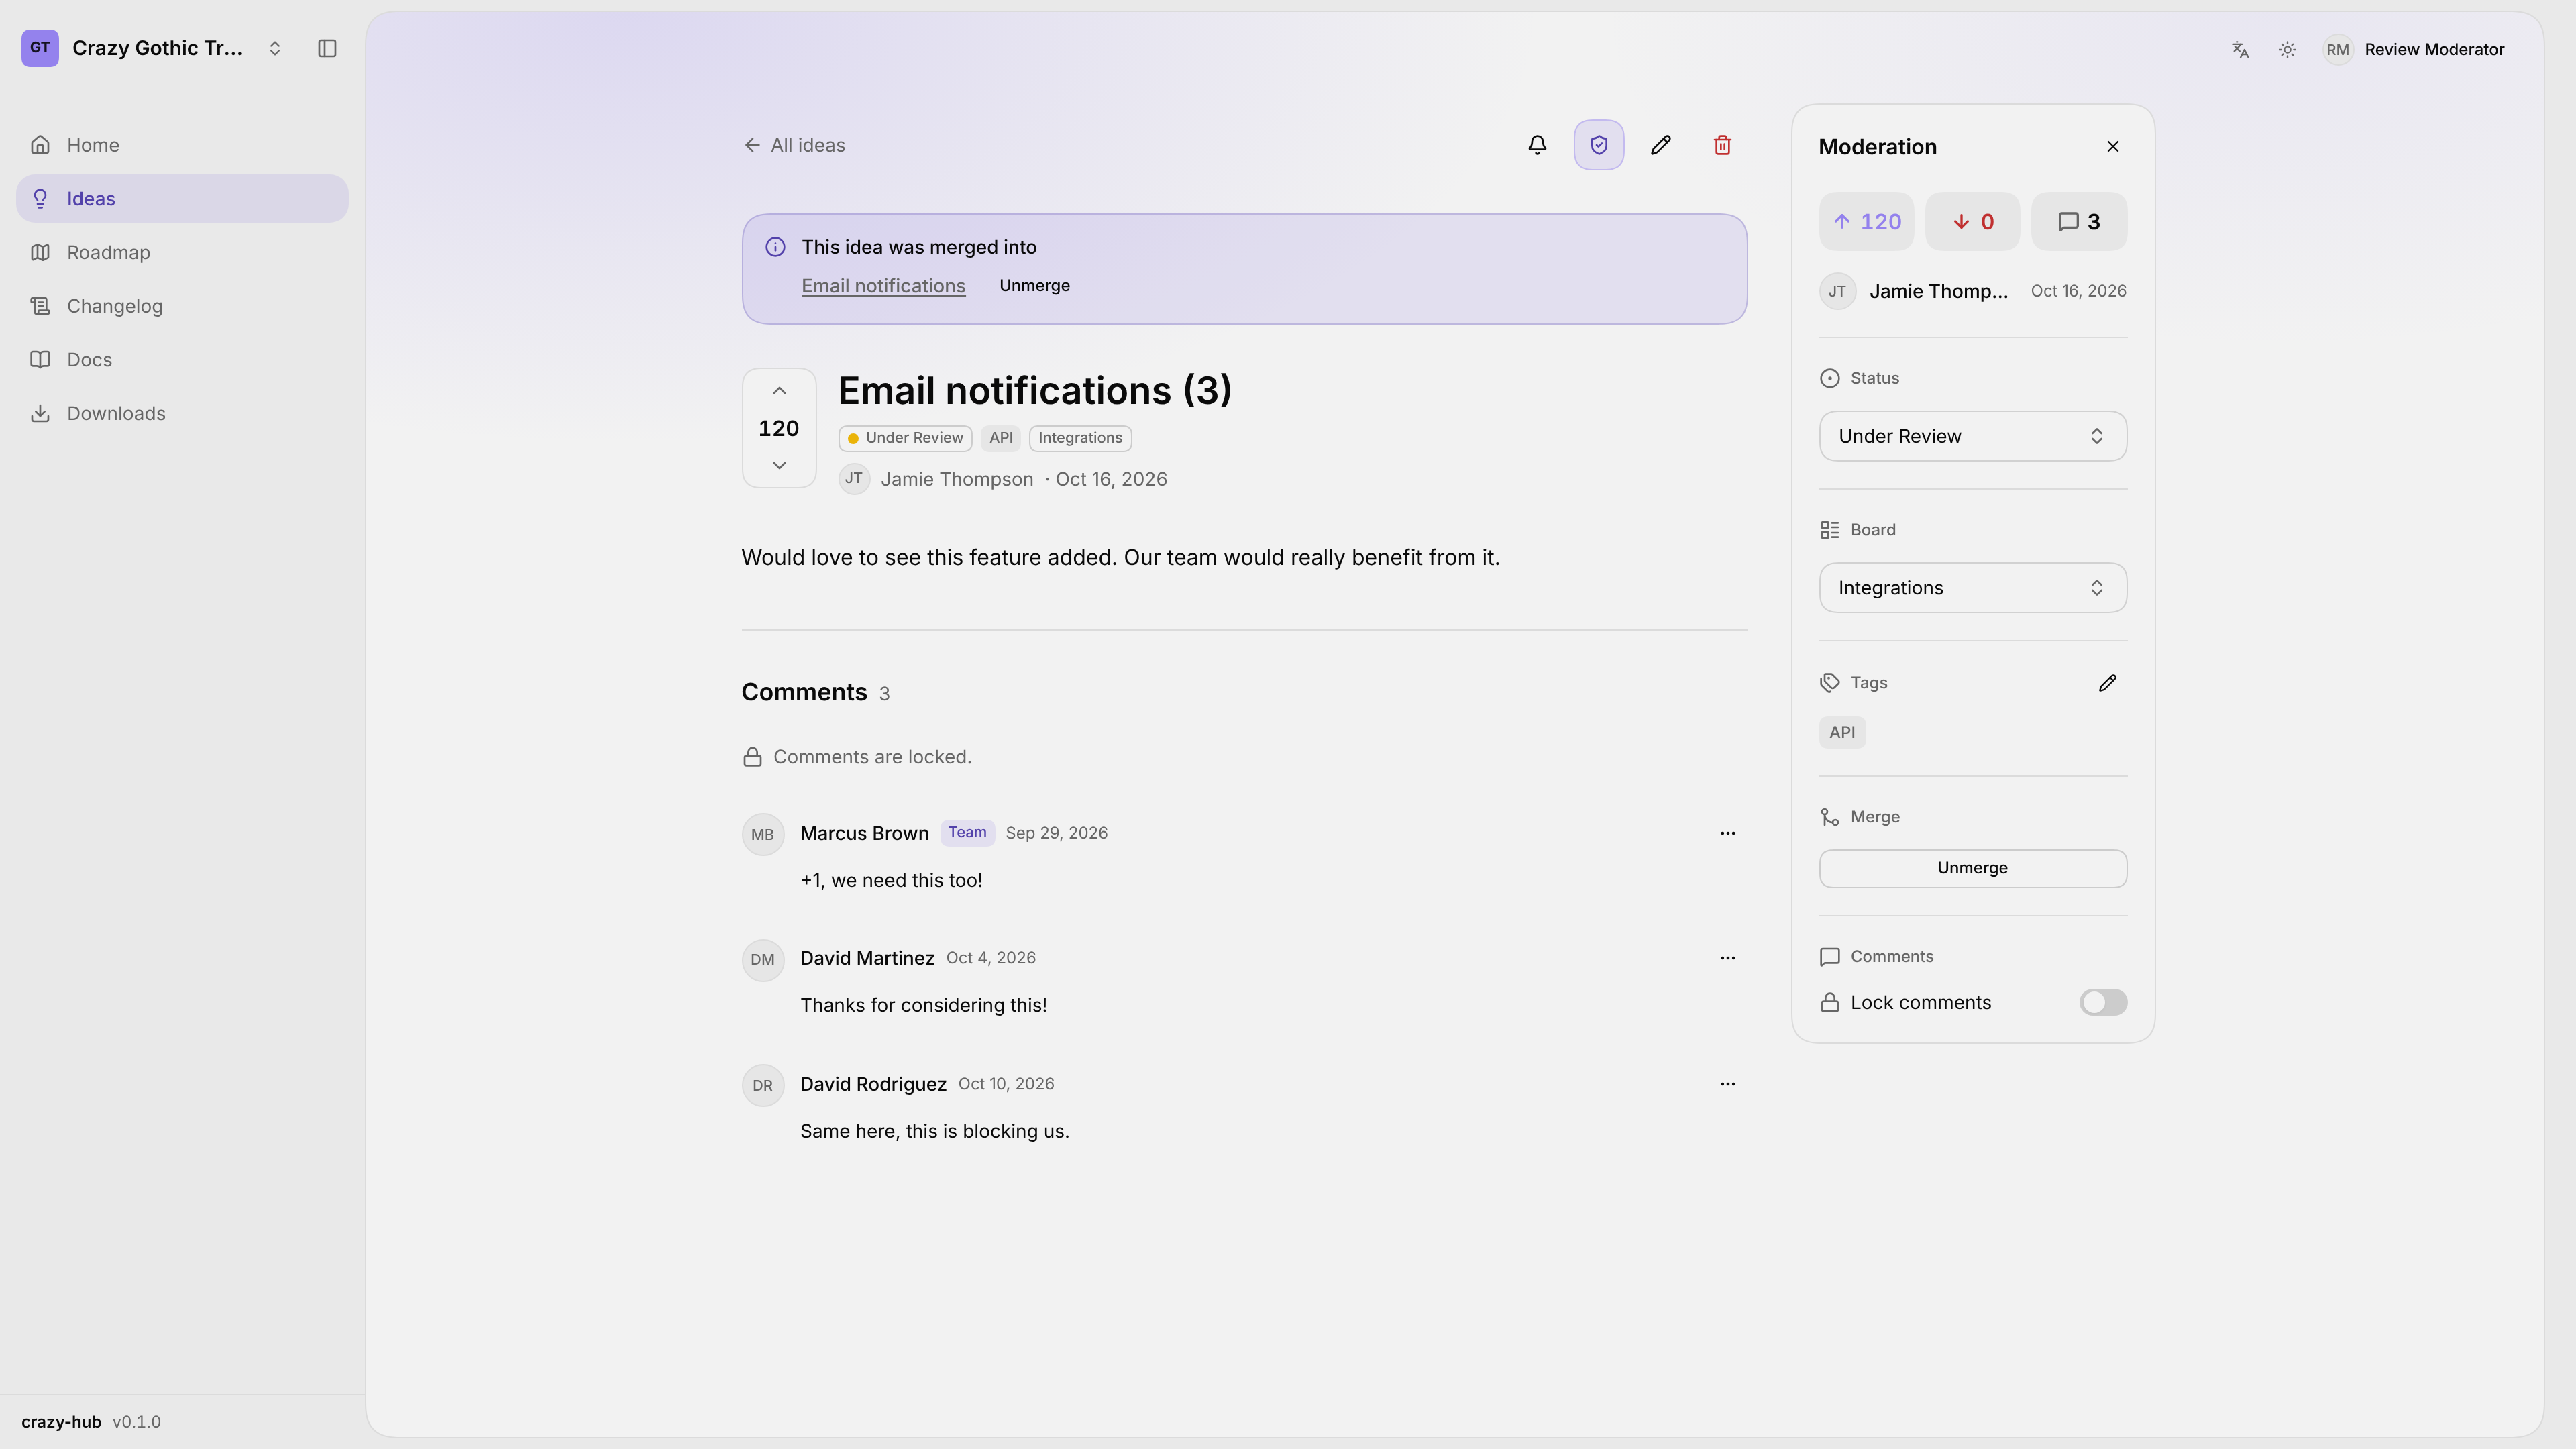 GT Crazy Gothic Tr...
Home
Ideas
Roadmap
Changelog
Docs
Downloads
crazy-hub v0.1.0
RM Review Moderator
All ideas
This idea was merged into
Email notifications Unmerge
120
Email notifications (3)
Under Review API Integrations
JT Jamie Thompson · Oct 16, 2026
Would love to see this feature added. Our team would really benefit from it.
Comments 3
Comments are locked.
MB Marcus Brown Team Sep 29, 2026
+1, we need this too!
DM David Martinez Oct 4, 2026
Thanks for considering this!
DR David Rodriguez Oct 10, 2026
Same here, this is blocking us.
Moderation
120 0 3
JT Jamie Thomp... Oct 16, 2026
Status
Under Review
Board
Integrations
Tags
API
Merge
Unmerge
Comments
Lock comments